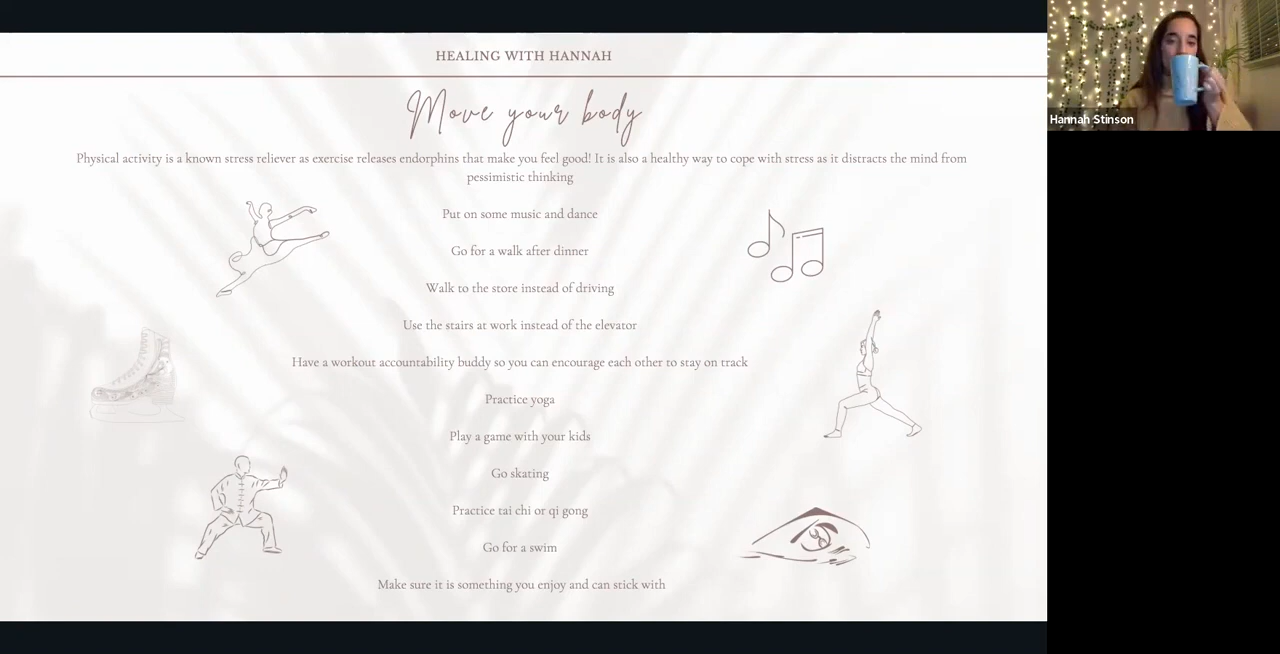 HEALING WITH HANNAH
Move your body
Physical activity is a known stress reliever as exercise releases endorphins that make you feel good! It is also a healthy way to cope with stress as it distracts the mind from
pessimistic thinking
Put on some music and dance
Go for a walk after dinner
Walk to the store instead of driving
Use the stairs at work instead of the elevator
Have a workout accountability buddy so you can encourage each other to stay on track
Practice yoga
Play a game with your kids
Go skating
Practice tai chi or qi gong
Go for a swim
Make sure it is something you enjoy and can stick with
Hannah Stinson